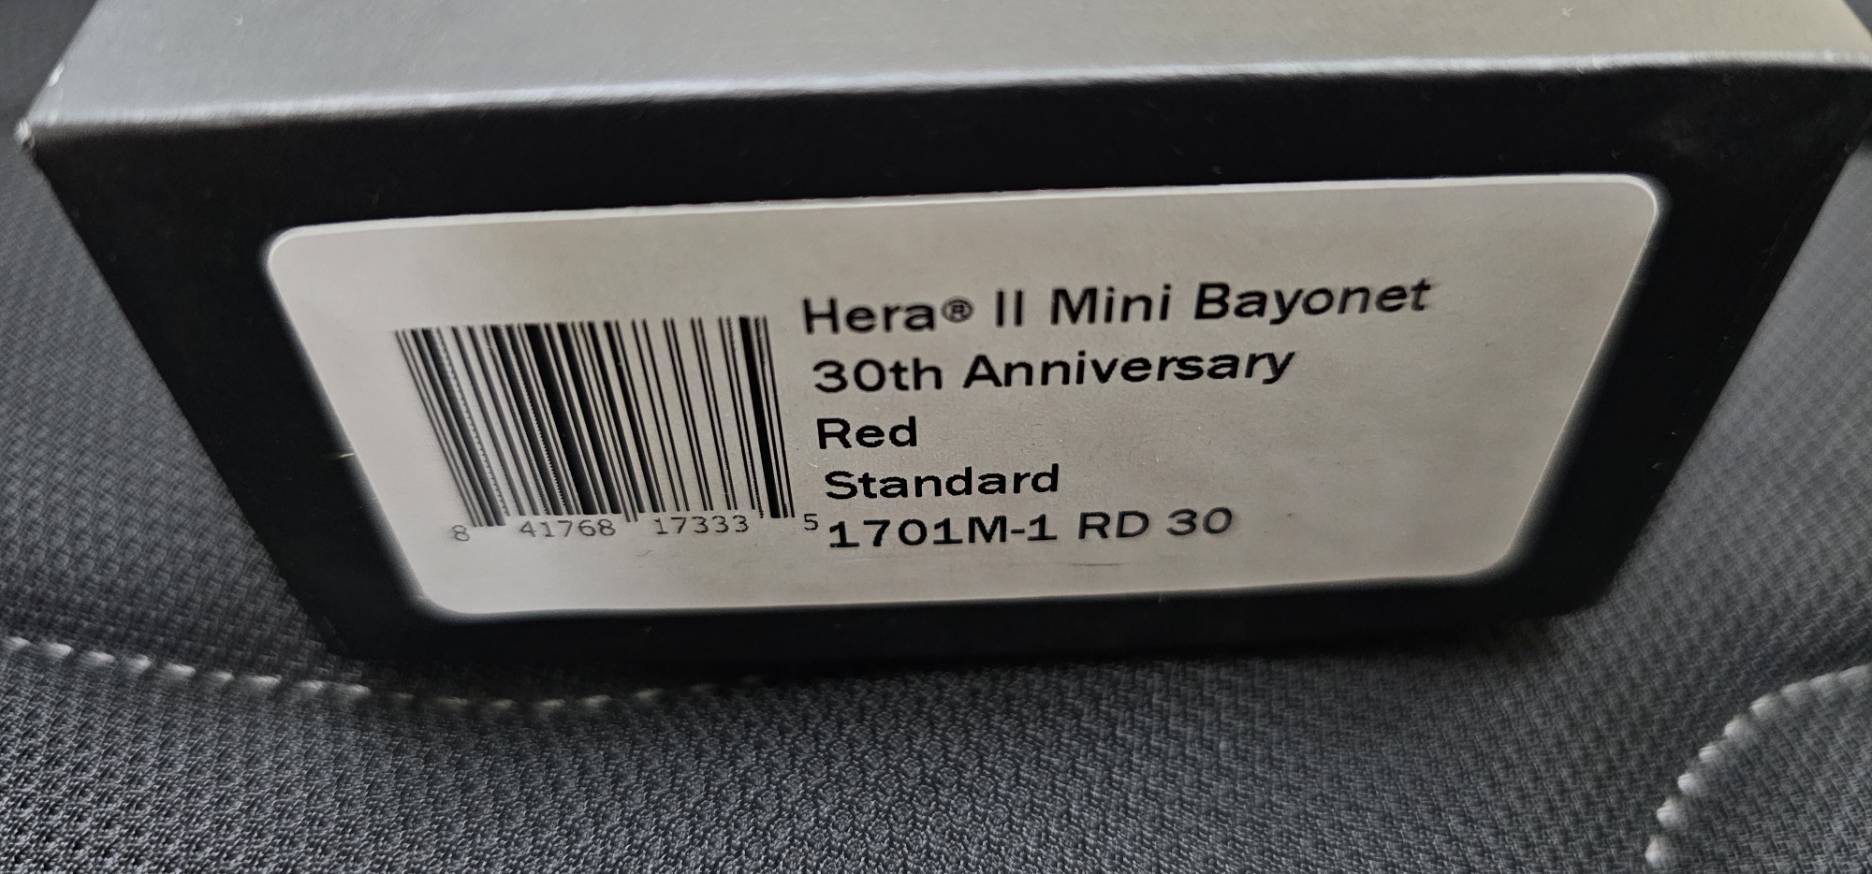 Hera® II Mini Bayonet
30th Anniversary
Red
Standard
1701M-1 RD 30
8 41768 17333 5